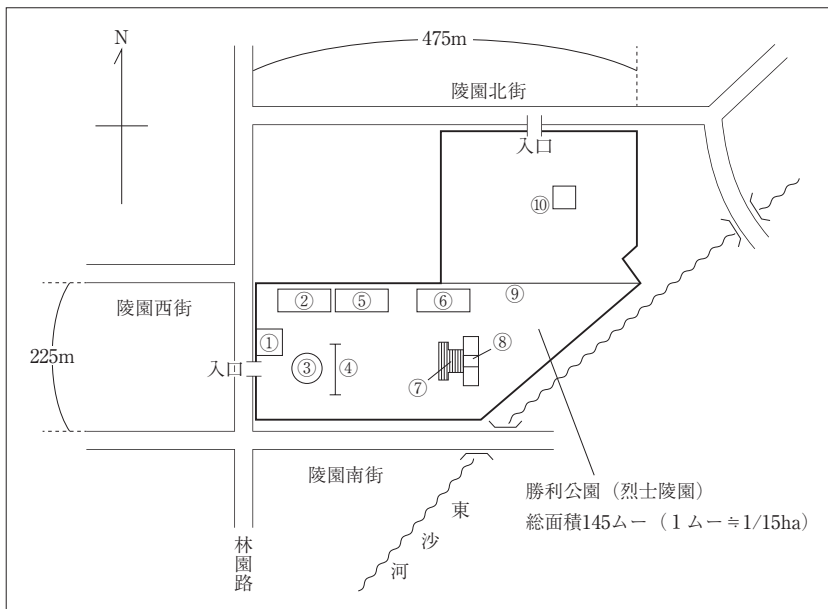 N
475m
陵園北街
入口
⑩
陵園西街
②
⑤
⑥
⑨
①
225m
入口
③
④
⑦
⑧
陵園南街
勝利公園（烈士陵園）
総面積145ムー（１ムー≒1/15ha）
東沙河
林園路